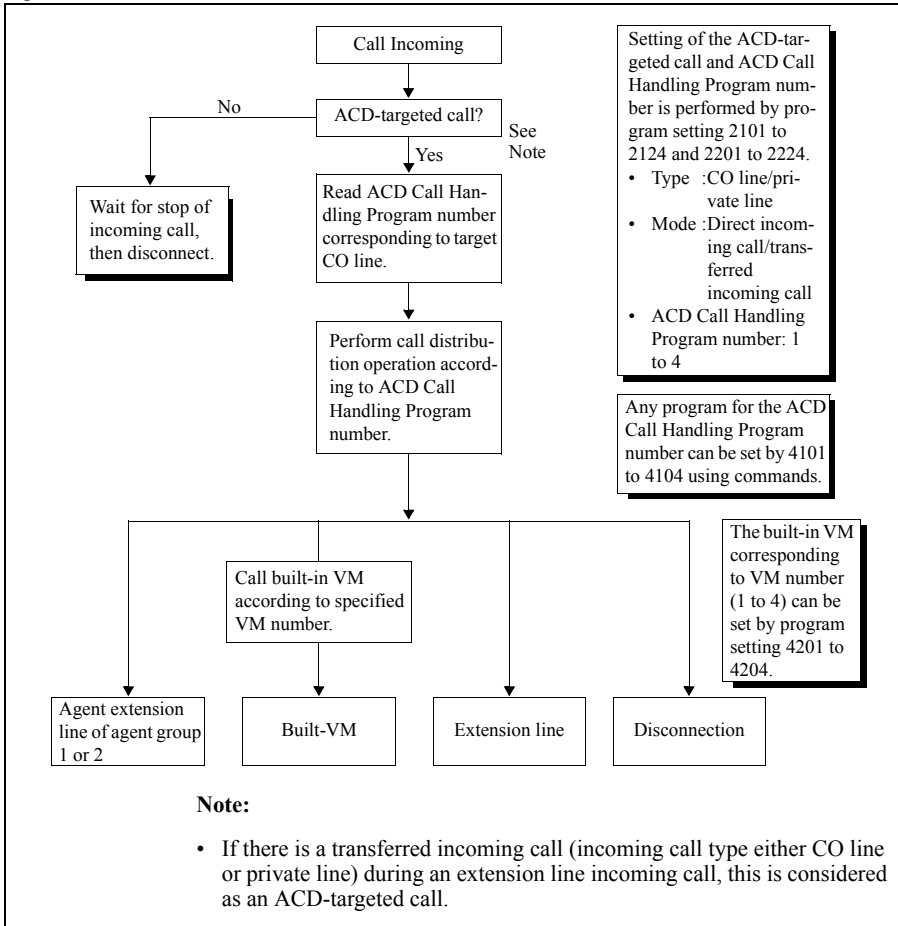 Call Incoming
No
ACD-targeted call?
See
Note
Yes
Wait for stop of
incoming call,
then disconnect.
Read ACD Call Han-
dling Program number
corresponding to target
CO line.
Perform call distribu-
tion operation accord-
ing to ACD Call
Handling Program
number.
Setting of the ACD-tar-
geted call and ACD Call
Handling Program num-
ber is performed by pro-
gram setting 2101 to
2124 and 2201 to 2224.
• Type :CO line/pri-
vate line
• Mode :Direct incom-
ing call/trans-
ferred
incoming call
• ACD Call Handling
Program number: 1
to 4
Any program for the ACD
Call Handling Program
number can be set by 4101
to 4104 using commands.
Call built-in VM
according to specified
VM number.
The built-in VM
corresponding
to VM number
(1 to 4) can be
set by program
setting 4201 to
4204.
Agent extension
line of agent group
1 or 2
Built-VM
Extension line
Disconnection
Note:
• If there is a transferred incoming call (incoming call type either CO line
or private line) during an extension line incoming call, this is considered
as an ACD-targeted call.